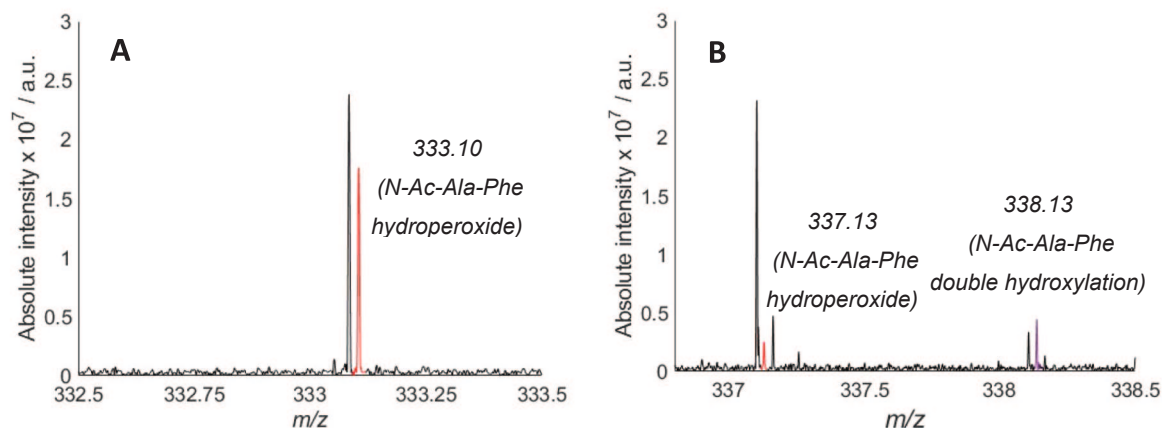 A
Absolute intensity x 10⁷ / a.u.
3
2.5
2
1.5
1
0.5
0
333.10
(N-Ac-Ala-Phe
hydroperoxide)
332.5 332.75 333 333.25 333.5
m/z
B
Absolute intensity x 10⁷ / a.u.
3
2.5
2
1.5
1
0.5
0
337.13
(N-Ac-Ala-Phe
hydroperoxide)
338.13
(N-Ac-Ala-Phe
double hydroxylation)
337 337.5 338 338.5
m/z